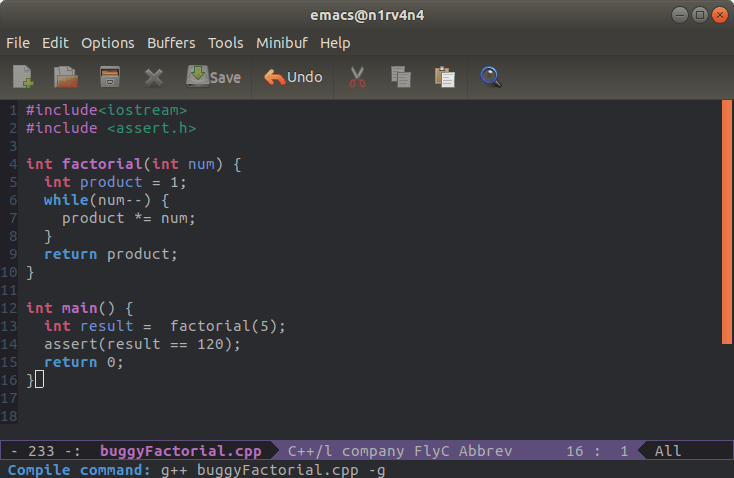 emacs@n1rv4n4
File Edit Options Buffers Tools Minibuf Help
Save Undo
1 #include<iostream>
2 #include <assert.h>
3
4 int factorial(int num) {
5   int product = 1;
6   while(num--) {
7     product *= num;
8   }
9   return product;
10 }
11
12 int main() {
13   int result =  factorial(5);
14   assert(result == 120);
15   return 0;
16 }
17
18
- 233 -:  buggyFactorial.cpp  C++/l company FlyC Abbrev  16 :  1  All
Compile command: g++ buggyFactorial.cpp -g